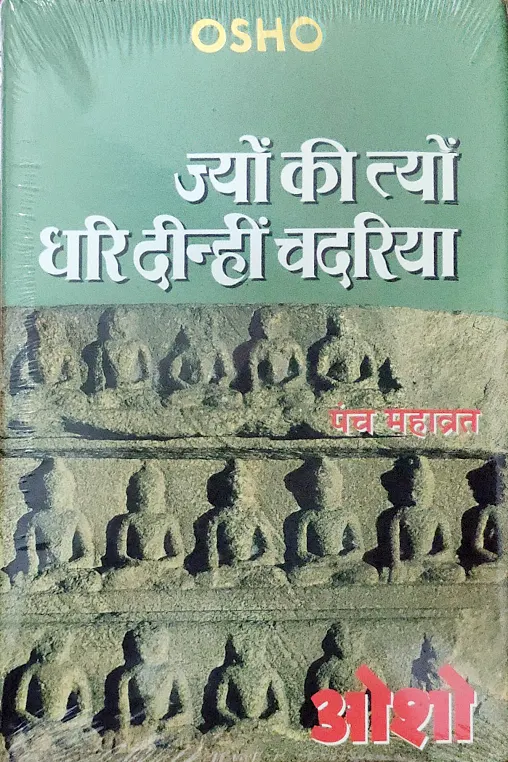 OSHO
ज्यों की त्यों
धरि दीन्हीं चदरिया
पंच महाव्रत
ओशो